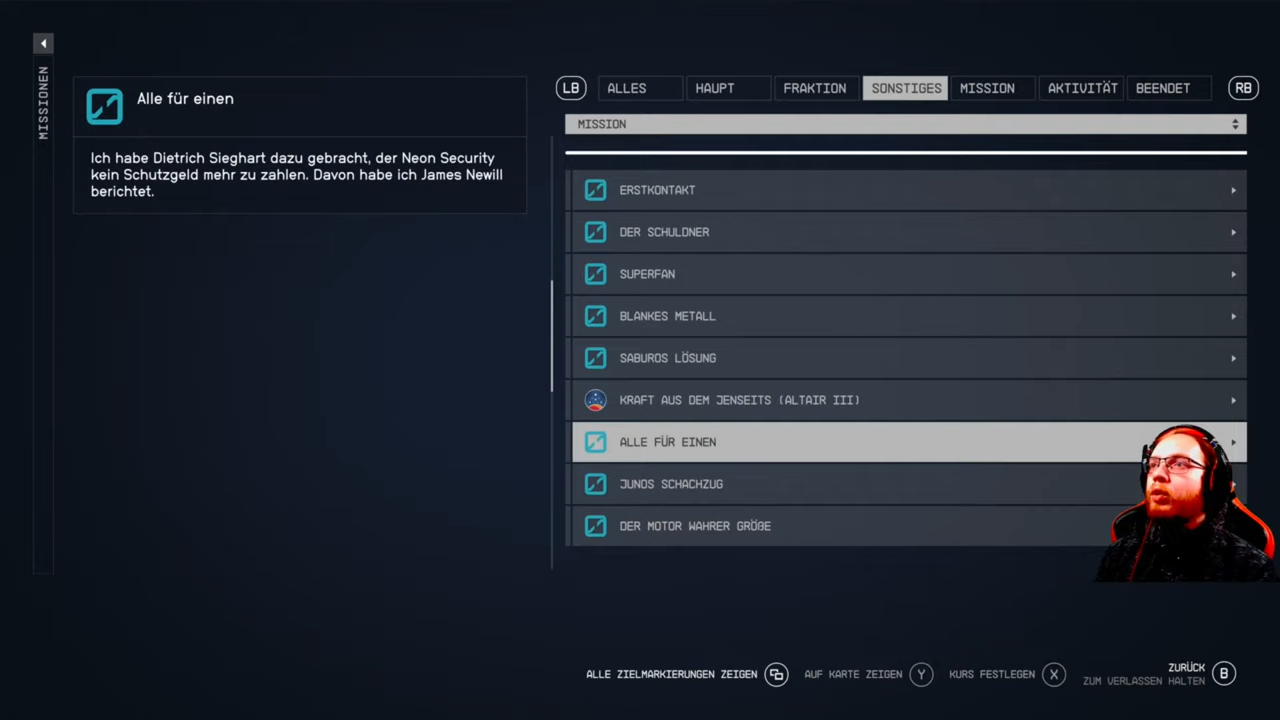 MISSIONEN
Alle für einen
Ich habe Dietrich Sieghart dazu gebracht, der Neon Security
kein Schutzgeld mehr zu zahlen. Davon habe ich James Newill
berichtet.
LB ALLES HAUPT FRAKTION SONSTIGES MISSION AKTIVITÄT BEENDET RB
MISSION
ERSTKONTAKT
DER SCHULDNER
SUPERFAN
BLANKES METALL
SABUROS LÖSUNG
KRAFT AUS DEM JENSEITS (ALTAIR III)
ALLE FÜR EINEN
JUNOS SCHACHZUG
DER MOTOR WAHRER GRÖßE
ALLE ZIELMARKIERUNGEN ZEIGEN AUF KARTE ZEIGEN Y KURS FESTLEGEN X ZURÜCK B
ZUM VERLASSEN HALTEN